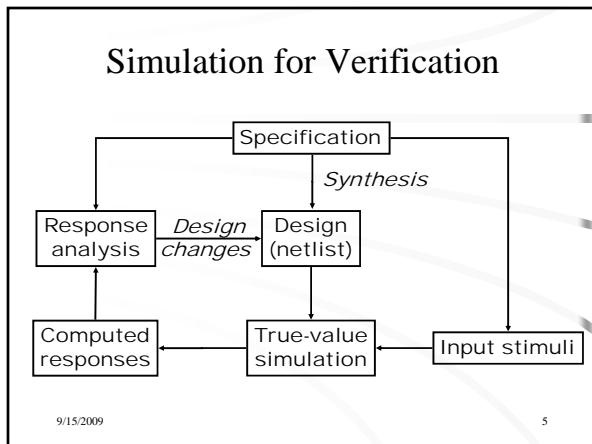 Simulation for Verification
Specification
Synthesis
Response
analysis
Design
changes
Design
(netlist)
Computed
responses
True-value
simulation
Input stimuli
9/15/2009
5